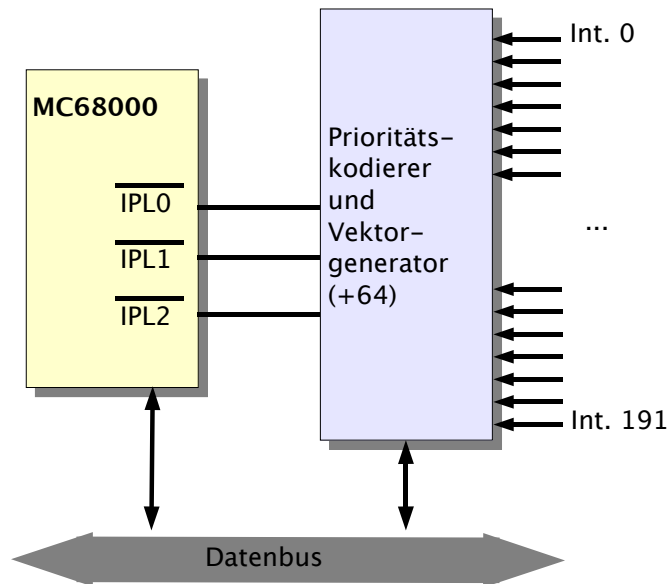 MC68000
IPL0
IPL1
IPL2
Prioritäts-
kodierer
und
Vektor-
generator
(+64)
Int. 0
...
Int. 191
Datenbus